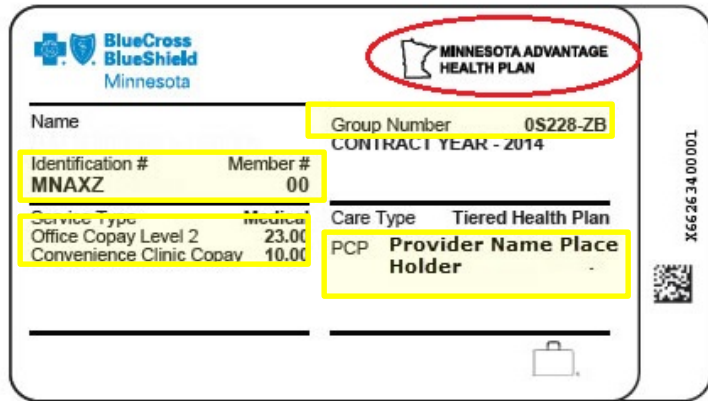 BlueCross
BlueShield
Minnesota
MINNESOTA ADVANTAGE
HEALTH PLAN
Name
Group Number 0S228-ZB
CONTRACT YEAR - 2014
Identification # Member #
MNAXZ 00
Service Type Medical
Office Copay Level 2 23.00
Convenience Clinic Copay 10.00
Care Type Tiered Health Plan
PCP Provider Name Place
Holder
X66263400001